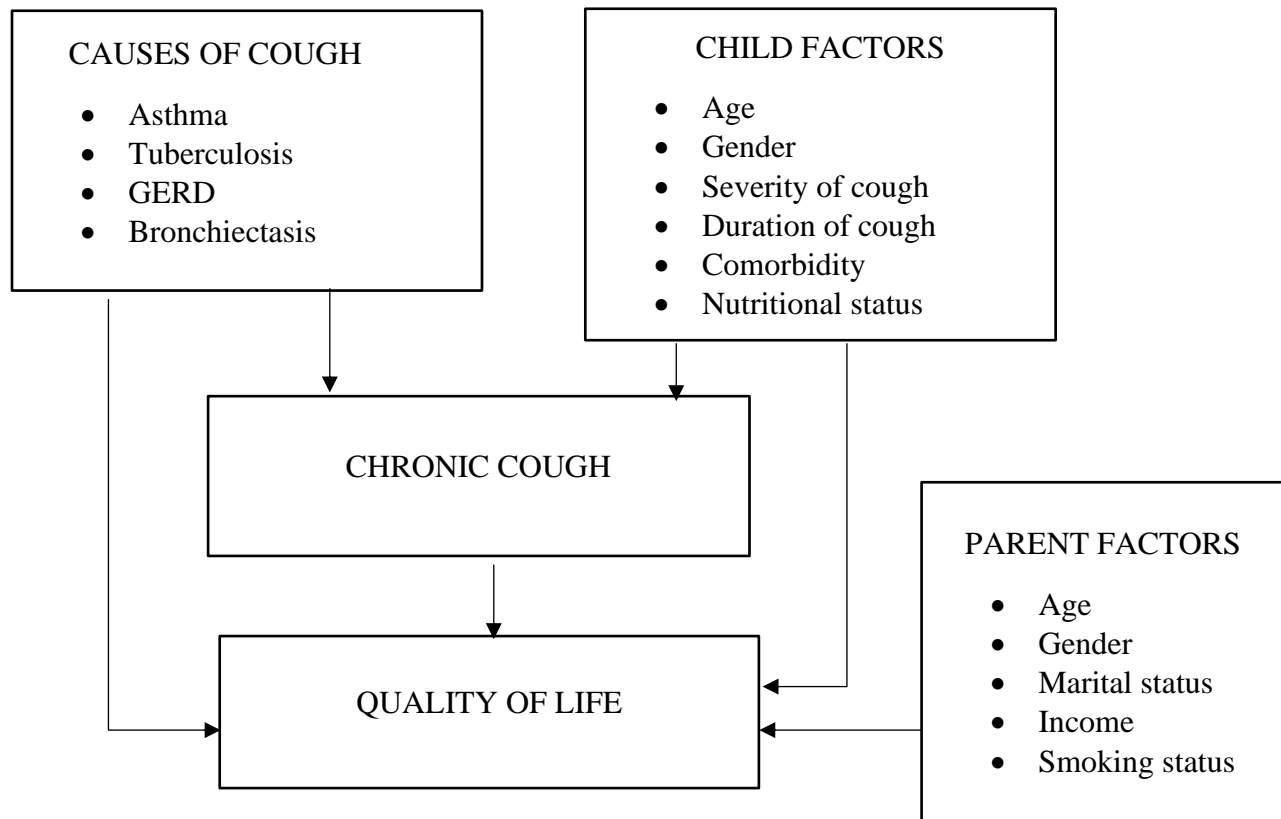 CAUSES OF COUGH
• Asthma
• Tuberculosis
• GERD
• Bronchiectasis
CHILD FACTORS
• Age
• Gender
• Severity of cough
• Duration of cough
• Comorbidity
• Nutritional status
CHRONIC COUGH
PARENT FACTORS
• Age
• Gender
• Marital status
• Income
• Smoking status
QUALITY OF LIFE